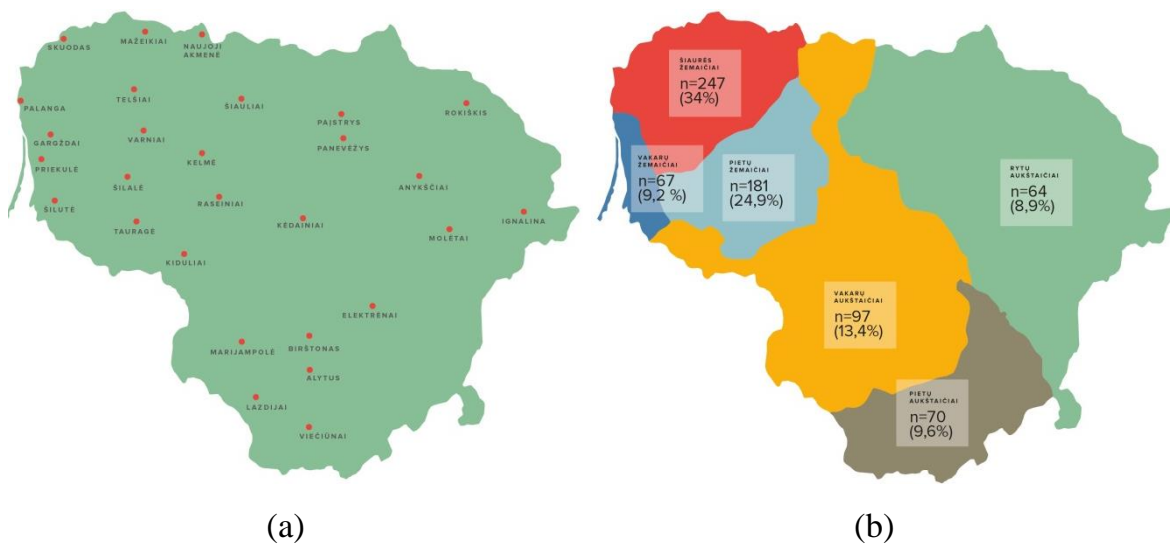 SKUODAS
MAŽEIKIAI
NAUJOJI
AKMENĖ
PALANGA
TELŠIAI
ŠIAULIAI
PAĮSTRYS
ROKIŠKIS
GARGŽDAI
VARNIAI
PANEVĖŽYS
PRIEKULĖ
KELMĖ
ŠILALĖ
ANYKŠČIAI
ŠILUTĖ
RASEINIAI
TAURAGĖ
KĖDAINIAI
IGNALINA
MOLĖTAI
KIDULIAI
ELEKTRĖNAI
MARIJAMPOLĖ
BIRŠTONAS
ALYTUS
LAZDIJAI
VIEČIŪNAI
(a)
ŠIAURĖS
ŽEMAIČIAI
n=247
(34%)
VAKARŲ
ŽEMAIČIAI
n=67
(9,2 %)
PIETŲ
ŽEMAIČIAI
n=181
(24,9%)
RYTŲ
AUKŠTAIČIAI
n=64
(8,9%)
VAKARŲ
AUKŠTAIČIAI
n=97
(13,4%)
PIETŲ
AUKŠTAIČIAI
n=70
(9,6%)
(b)